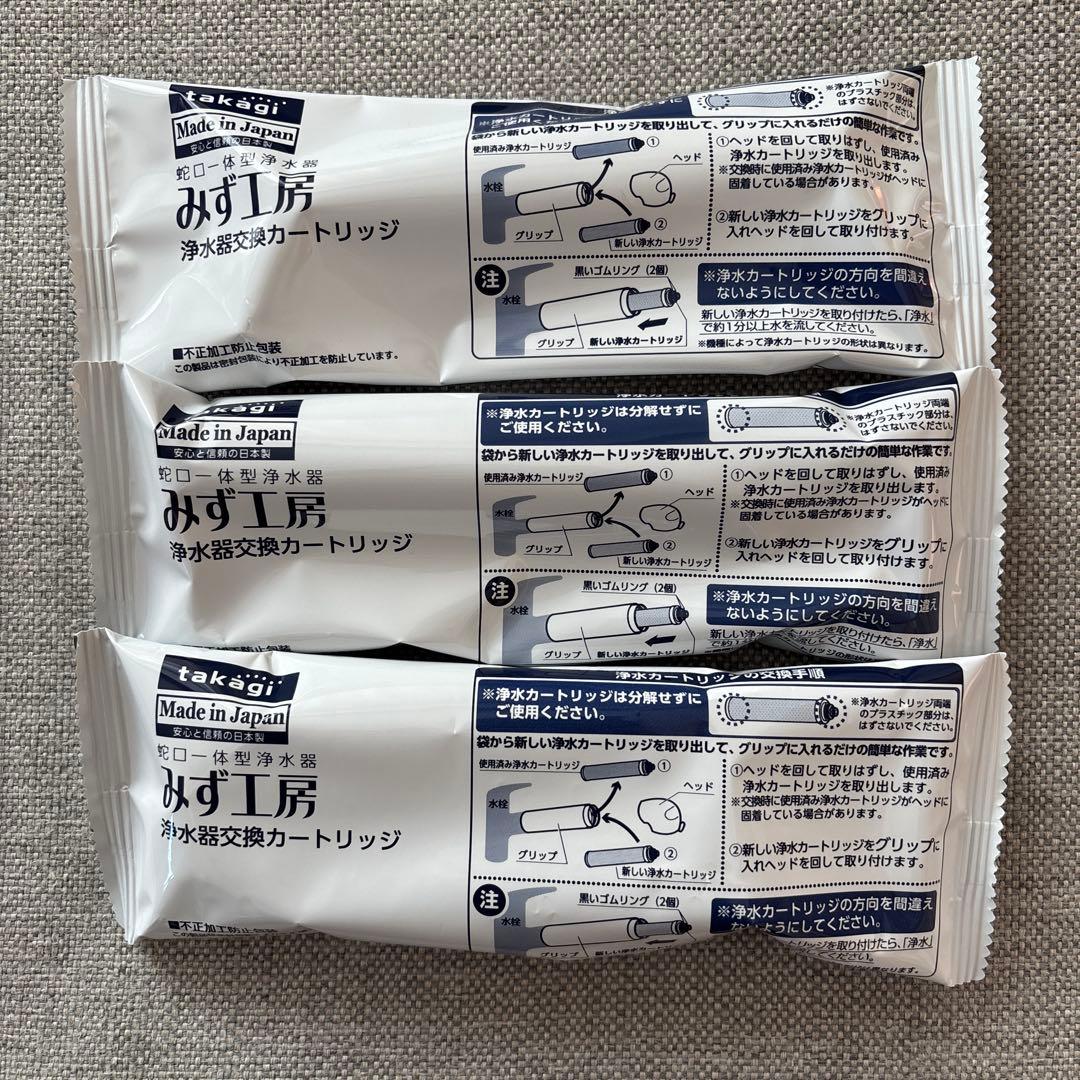 takagi
Made in Japan
安心と信頼の日本製
蛇口一体型浄水器
みず工房
浄水器交換カートリッジ
■不正加工防止包装
この製品は密封包装により不正加工を防止しています。
※浄水カートリッジ両端
のプラスチック部分は、
はずさないでください。
袋から新しい浄水カートリッジを取り出して、グリップに入れるだけの簡単な作業です。
使用済み浄水カートリッジ
①
ヘッド
水栓
グリップ
②
新しい浄水カートリッジ
①ヘッドを回して取りはずし、使用済み
浄水カートリッジを取り出します。
※交換時に使用済み浄水カートリッジがヘッドに
固着している場合があります。
②新しい浄水カートリッジをグリップに
入れヘッドを回して取り付けます。
注
黒いゴムリング（2個）
水栓
グリップ
新しい浄水カートリッジ
※浄水カートリッジの方向を間違え
ないようにしてください。
新しい浄水カートリッジを取り付けたら、「浄水」
で約1分以上水を流してください。
※機種によって浄水カートリッジの形状は異なります。
takagi
Made in Japan
安心と信頼の日本製
蛇口一体型浄水器
みず工房
浄水器交換カートリッジ
※浄水カートリッジは分解せずに
ご使用ください。
※浄水カートリッジ両端
のプラスチック部分は、
はずさないでください。
袋から新しい浄水カートリッジを取り出して、グリップに入れるだけの簡単な作業です。
使用済み浄水カートリッジ
①
ヘッド
水栓
グリップ
②
新しい浄水カートリッジ
①ヘッドを回して取りはずし、使用済み
浄水カートリッジを取り出します。
※交換時に使用済み浄水カートリッジがヘッドに
固着している場合があります。
②新しい浄水カートリッジをグリップに
入れヘッドを回して取り付けます。
注
黒いゴムリング（2個）
水栓
グリップ
新しい浄水カートリッジ
※浄水カートリッジの方向を間違え
ないようにしてください。
takagi
Made in Japan
安心と信頼の日本製
蛇口一体型浄水器
みず工房
浄水器交換カートリッジ
■不正加工防止包装
浄水カートリッジの交換手順
※浄水カートリッジは分解せずに
ご使用ください。
※浄水カートリッジ両端
のプラスチック部分は、
はずさないでください。
袋から新しい浄水カートリッジを取り出して、グリップに入れるだけの簡単な作業です。
使用済み浄水カートリッジ
①
ヘッド
水栓
グリップ
②
新しい浄水カートリッジ
①ヘッドを回して取りはずし、使用済み
浄水カートリッジを取り出します。
※交換時に使用済み浄水カートリッジがヘッドに
固着している場合があります。
②新しい浄水カートリッジをグリップに
入れヘッドを回して取り付けます。
注
黒いゴムリング（2個）
水栓
グリップ
※浄水カートリッジの方向を間違え
ないようにしてください。